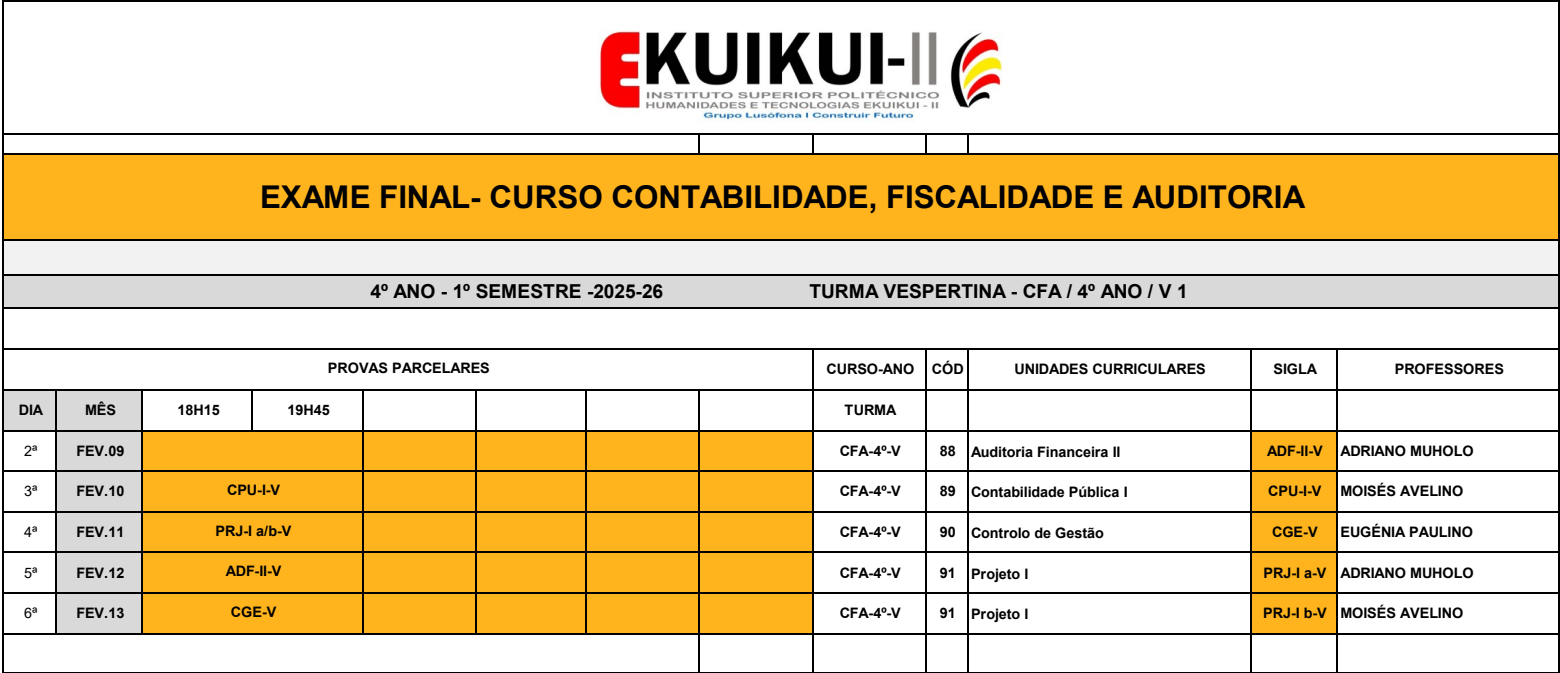 EKUIKUI-II
INSTITUTO SUPERIOR POLITÉCNICO
HUMANIDADES E TECNOLOGIAS EKUIKUI - II
Grupo Lusófona I Construir Futuro
EXAME FINAL- CURSO CONTABILIDADE, FISCALIDADE E AUDITORIA
4º ANO - 1º SEMESTRE -2025-26 TURMA VESPERTINA - CFA / 4º ANO / V 1
PROVAS PARCELARES CURSO-ANO CÓD UNIDADES CURRICULARES SIGLA PROFESSORES
DIA MÊS 18H15 19H45 TURMA
2ª FEV.09 CFA-4º-V 88 Auditoria Financeira II ADF-II-V ADRIANO MUHOLO
3ª FEV.10 CPU-I-V CFA-4º-V 89 Contabilidade Pública I CPU-I-V MOISÉS AVELINO
4ª FEV.11 PRJ-I a/b-V CFA-4º-V 90 Controlo de Gestão CGE-V EUGÉNIA PAULINO
5ª FEV.12 ADF-II-V CFA-4º-V 91 Projeto I PRJ-I a-V ADRIANO MUHOLO
6ª FEV.13 CGE-V CFA-4º-V 91 Projeto I PRJ-I b-V MOISÉS AVELINO